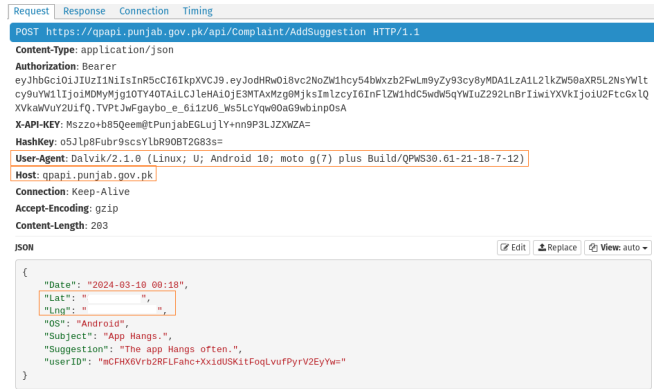 Request Response Connection Timing
POST https://qpapi.punjab.gov.pk/api/Complaint/AddSuggestion HTTP/1.1
Content-Type: application/json
Authorization: Bearer
eyJhbGciOiJIUzI1NiIsInR5cCI6IkpXVCJ9.eyJodHRwOi8vc2NoZW1hcy54bWxzb2FwLm9yZy93cy8yMDA1LzA1L2lkZW50aXR5L2NsYWlt
cy9uYW1lIjoiMDMyMjg1OTY4OTAiLCJleHAiOjE3MTAxMzg0MjksImlzcyI6InFlZW1hdC5wdW5qYWIuZ292LnBrIiwiYXVkIjoiU2FtcGxlQ
XVkaWVuY2UifQ.TVPtJwFgaybo_e_6i1zU6_Ws5LcYqw0OaG9wbinpOsA
X-API-KEY: Mszzo+b85Qeem@tPunjabEGLujlY+nn9P3LJZXWZA=
HashKey: o5Jlp8Fubr9scsYlbR9OBT2G83s=
User-Agent: Dalvik/2.1.0 (Linux; U; Android 10; moto g(7) plus Build/QPWS30.61-21-18-7-12)
Host: qpapi.punjab.gov.pk
Connection: Keep-Alive
Accept-Encoding: gzip
Content-Length: 203
JSON Edit Replace View: auto
{
"Date": "2024-03-10 00:18",
"Lat": " ",
"Lng": " ",
"OS": "Android",
"Subject": "App Hangs.",
"Suggestion": "The app Hangs often.",
"userID": "mCFHX6Vrb2RFLFahc+XxidUSKitFoqLvufPyrV2EyYw="
}